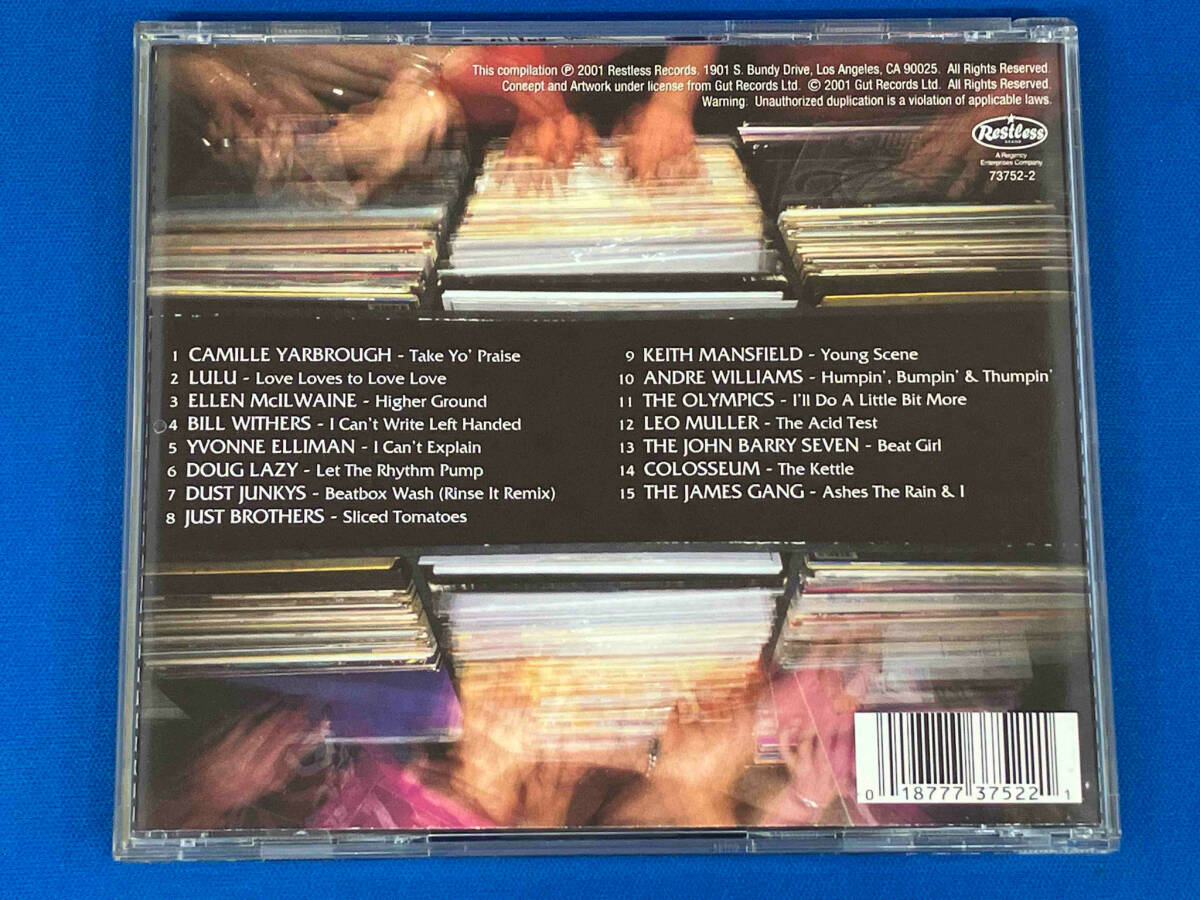 This compilation ℗ 2001 Restless Records. 1901 S. Bundy Drive, Los Angeles, CA 90025. All Rights Reserved.
Concept and Artwork under license from Gut Records Ltd. © 2001 Gut Records Ltd. All Rights Reserved.
Warning: Unauthorized duplication is a violation of applicable laws.
Restless
BRAND
A Regency
Enterprises Company
73752-2
1 CAMILLE YARBROUGH - Take Yo' Praise
2 LULU - Love Loves to Love Love
3 ELLEN McILWAINE - Higher Ground
4 BILL WITHERS - I Can't Write Left Handed
5 YVONNE ELLIMAN - I Can't Explain
6 DOUG LAZY - Let The Rhythm Pump
7 DUST JUNKYS - Beatbox Wash (Rinse It Remix)
8 JUST BROTHERS - Sliced Tomatoes
9 KEITH MANSFIELD - Young Scene
10 ANDRE WILLIAMS - Humpin', Bumpin' & Thumpin'
11 THE OLYMPICS - I'll Do A Little Bit More
12 LEO MULLER - The Acid Test
13 THE JOHN BARRY SEVEN - Beat Girl
14 COLOSSEUM - The Kettle
15 THE JAMES GANG - Ashes The Rain & I
0 18777 37522 1